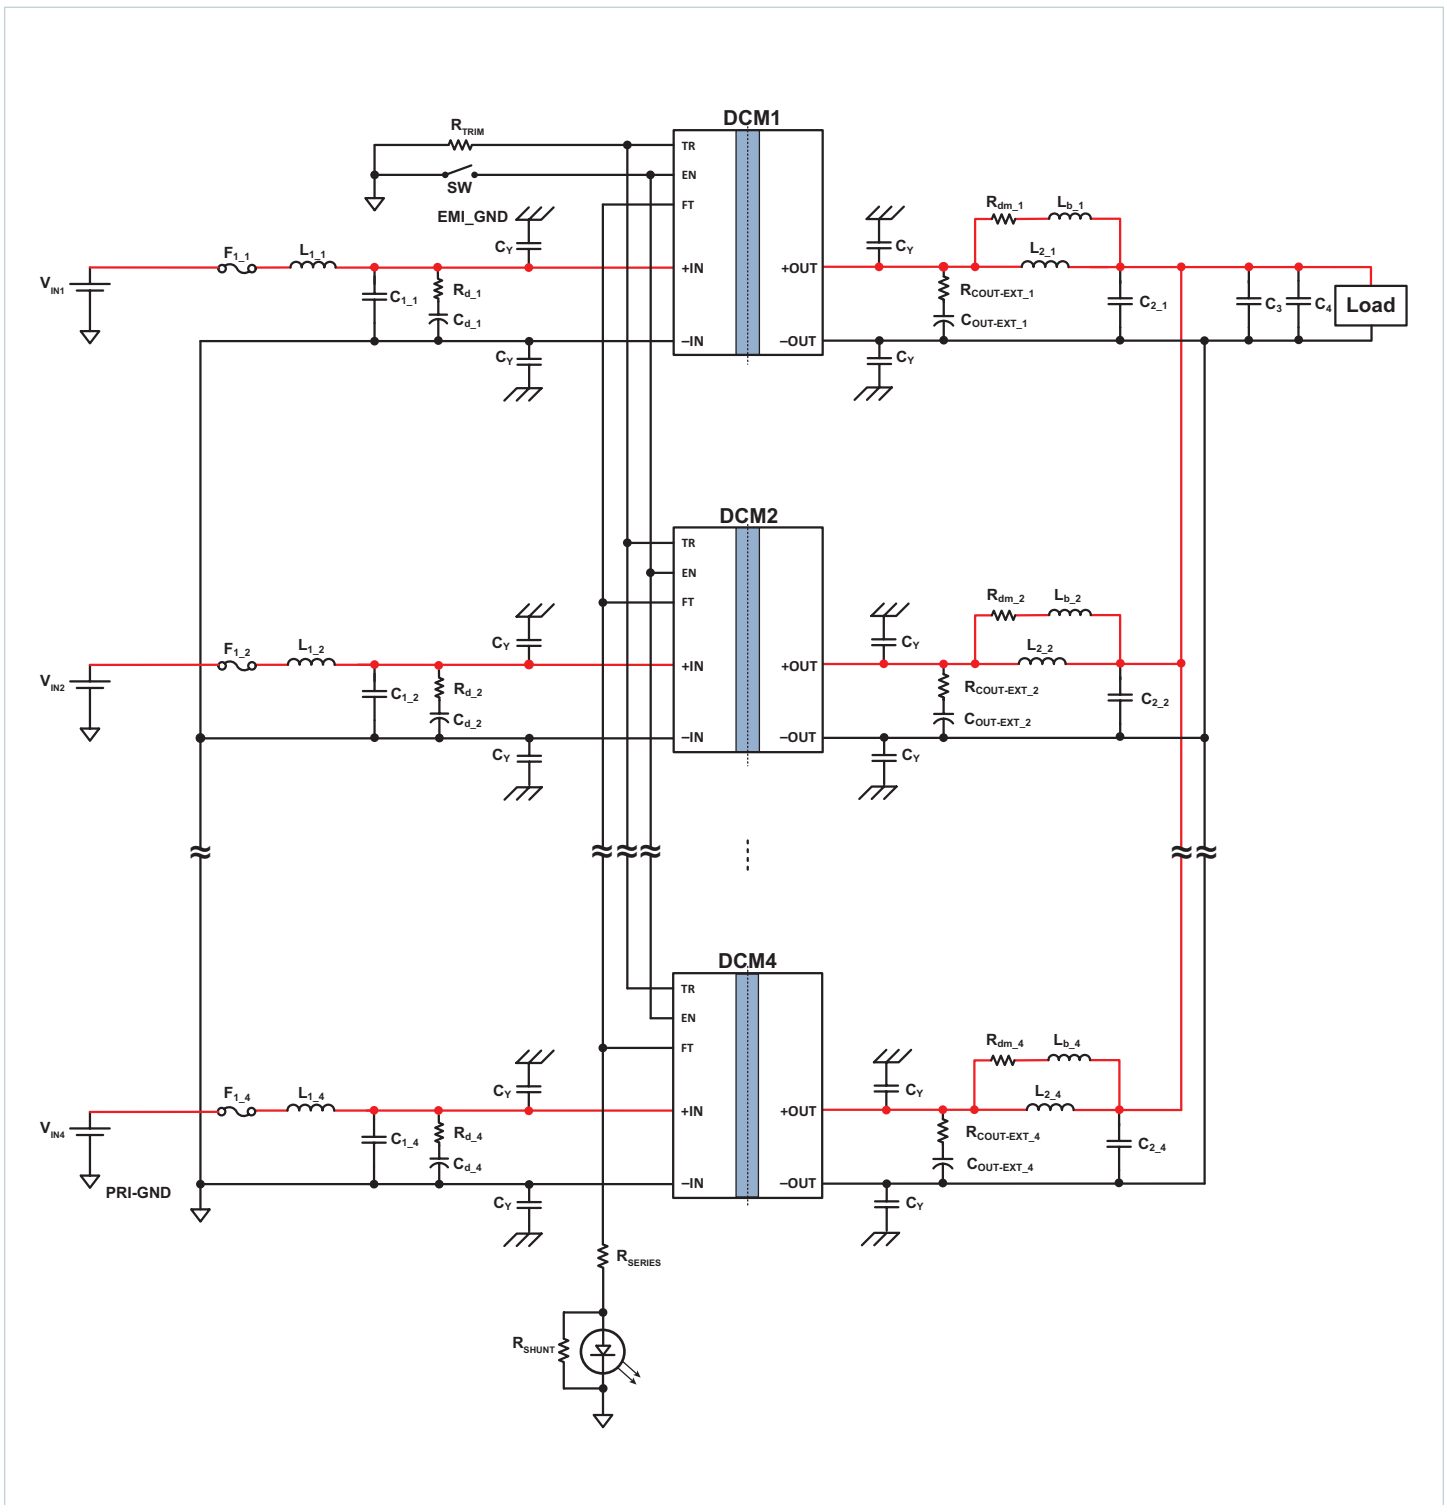 DCM1
R_TRIM
TR
SW
EN
FT
EMI_GND
C_Y
C_Y
R_dm_1
L_b_1
V_IN1
F_1_1
L_1_1
+IN
+OUT
L_2_1
C_1_1
R_d_1
C_d_1
R_COUT-EXT_1
C_OUT-EXT_1
C_2_1
C_3
C_4
Load
–IN
–OUT
C_Y
C_Y
DCM2
TR
EN
FT
C_Y
C_Y
R_dm_2
L_b_2
V_IN2
F_1_2
L_1_2
+IN
+OUT
L_2_2
C_1_2
R_d_2
C_d_2
R_COUT-EXT_2
C_OUT-EXT_2
C_2_2
–IN
–OUT
C_Y
C_Y
DCM4
TR
EN
FT
C_Y
C_Y
R_dm_4
L_b_4
V_IN4
F_1_4
L_1_4
+IN
+OUT
L_2_4
C_1_4
R_d_4
C_d_4
R_COUT-EXT_4
C_OUT-EXT_4
C_2_4
PRI-GND
–IN
–OUT
C_Y
C_Y
R_SERIES
R_SHUNT